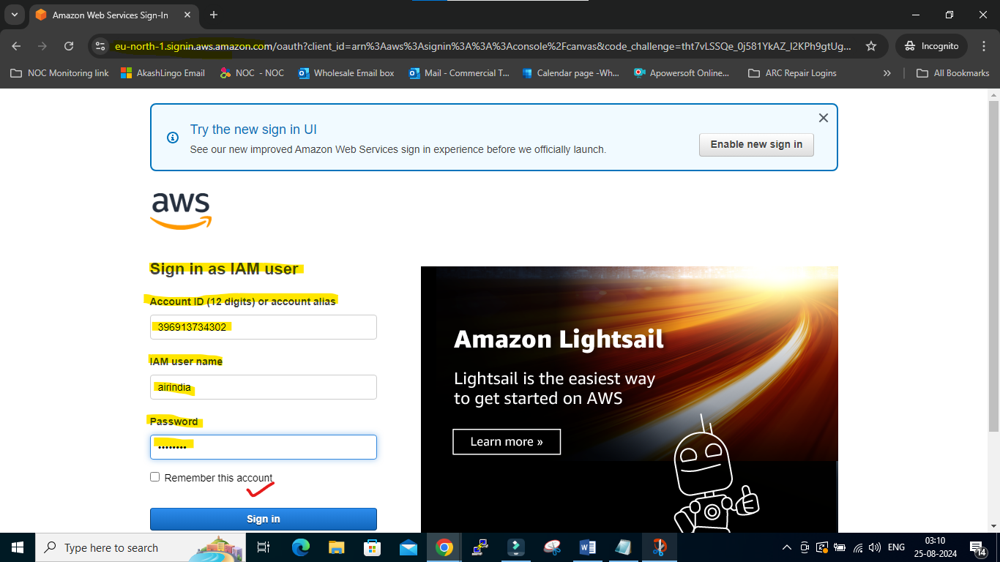 Amazon Web Services Sign-In
eu-north-1.signin.aws.amazon.com/oauth?client_id=arn%3Aaws%3Asignin%3A%3A%3Aconsole%2Fcanvas&code_challenge=tht7vLSSQe_0j581YkAZ_I2KPh9gtUg...
Incognito
NOC Monitoring link
AkashLingo Email
NOC - NOC
Wholesale Email box
Mail - Commercial T...
Calendar page -Wh...
Apowersoft Online...
ARC Repair Logins
»
All Bookmarks
Try the new sign in UI
See our new improved Amazon Web Services sign in experience before we officially launch.
Enable new sign in
aws
Sign in as IAM user
Account ID (12 digits) or account alias
396913734302
IAM user name
airindia
Password
••••••••
Remember this account
Sign in
Amazon Lightsail
Lightsail is the easiest way
to get started on AWS
Learn more »
Type here to search
ENG
03:10
25-08-2024
14